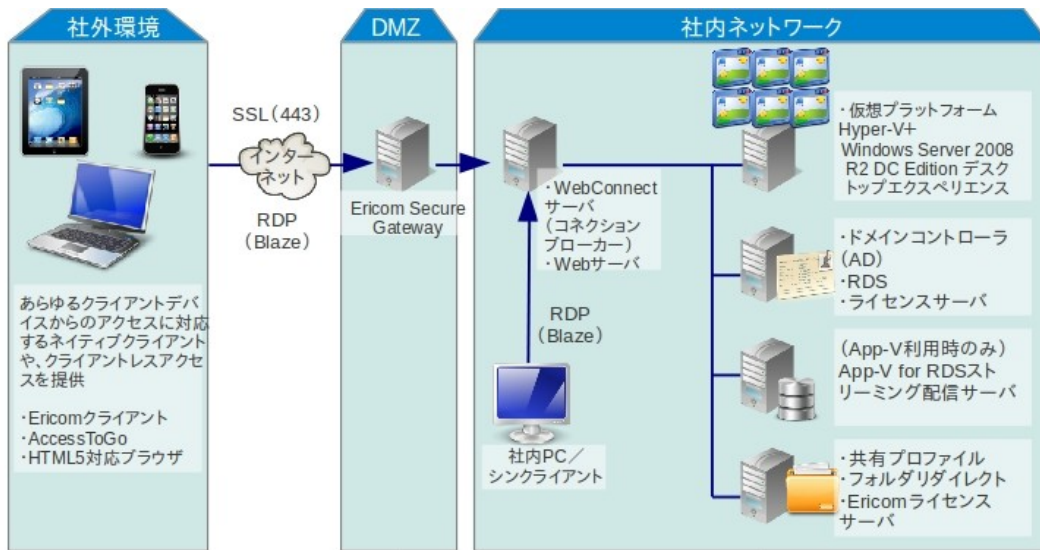 社外環境
DMZ
社内ネットワーク
SSL(443)
インター
ネット
RDP
(Blaze)
Ericom Secure
Gateway
あらゆるクライアントデバ
イスからのアクセスに対応
するネイティブクライアント
や、クライアントレスアクセ
スを提供
・Ericomクライアント
・AccessToGo
・HTML5対応ブラウザ
・WebConnect
サーバ
(コネクション
ブローカー)
・Webサーバ
RDP
(Blaze)
社内PC/
シンクライアント
・仮想プラットフォーム
Hyper-V+
Windows Server 2008
R2 DC Edition デスク
トップエクスペリエンス
・ドメインコントローラ
(AD)
・RDS
・ライセンスサーバ
(App-V利用時のみ)
App-V for RDSスト
リーミング配信サーバ
・共有プロファイル
・フォルダリダイレクト
・Ericomライセンス
サーバ